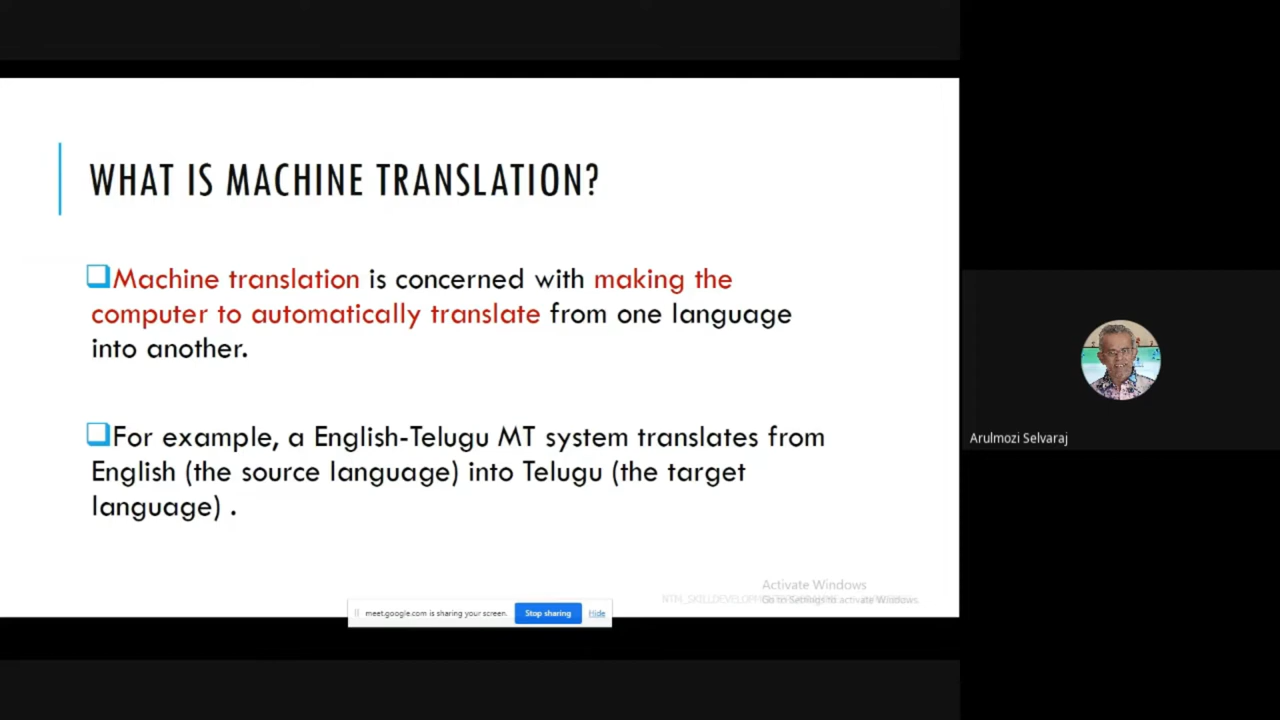 WHAT IS MACHINE TRANSLATION?
Machine translation is concerned with making the
computer to automatically translate from one language
into another.
For example, a English-Telugu MT system translates from
English (the source language) into Telugu (the target
language) .
Arulmozi Selvaraj
Activate Windows
Go to Settings to activate Windows.
meet.google.com is sharing your screen.
Stop sharing
Hide